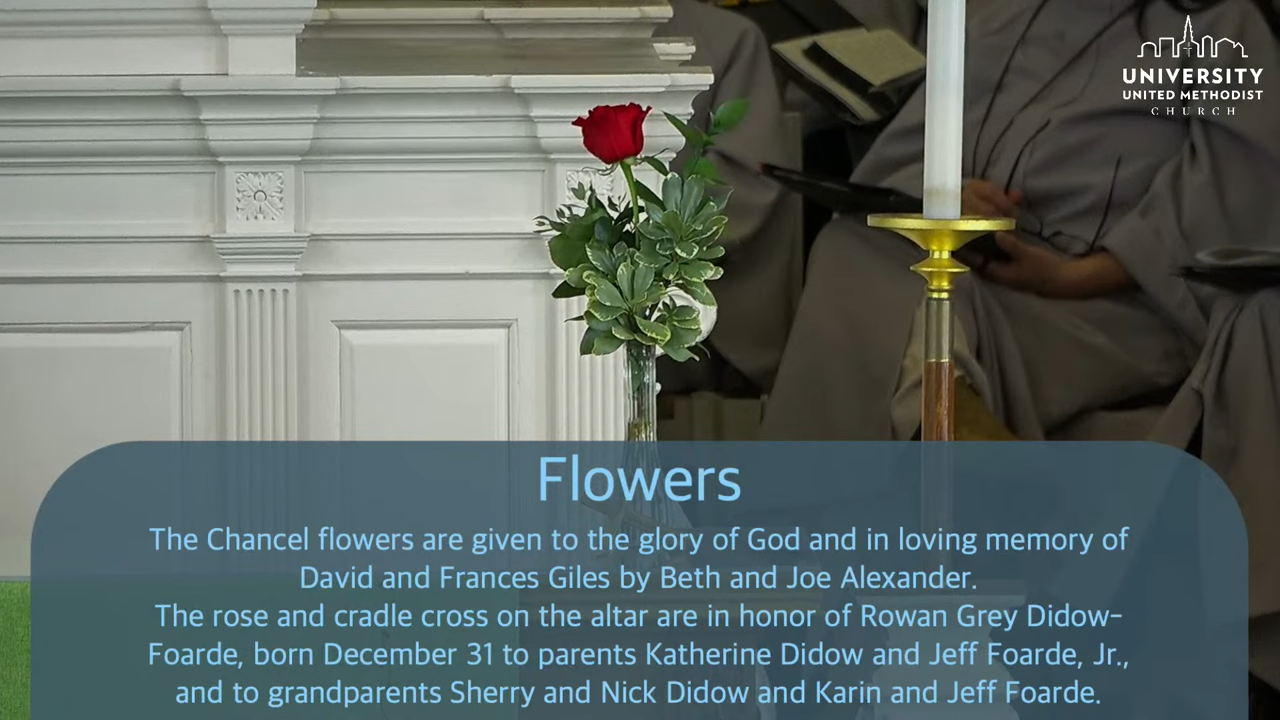 UNIVERSITY
UNITED METHODIST
CHURCH
Flowers
The Chancel flowers are given to the glory of God and in loving memory of
David and Frances Giles by Beth and Joe Alexander.
The rose and cradle cross on the altar are in honor of Rowan Grey Didow-
Foarde, born December 31 to parents Katherine Didow and Jeff Foarde, Jr.,
and to grandparents Sherry and Nick Didow and Karin and Jeff Foarde.